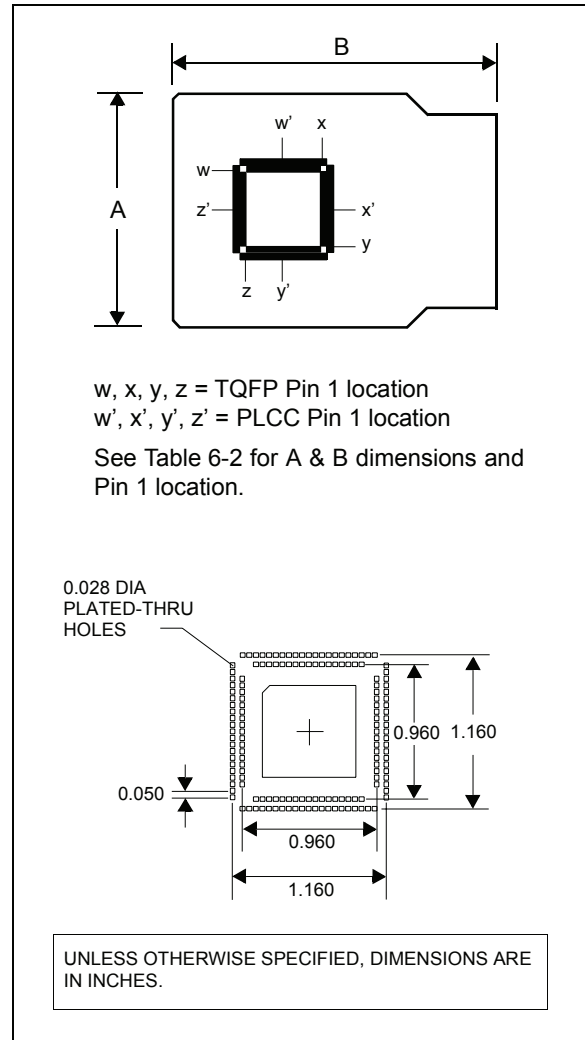 B
A
w’ x
w
z’ x’
y
z y’
w, x, y, z = TQFP Pin 1 location
w’, x’, y’, z’ = PLCC Pin 1 location
See Table 6-2 for A & B dimensions and
Pin 1 location.
0.028 DIA
PLATED-THRU
HOLES
0.960 1.160
0.050
0.960
1.160
UNLESS OTHERWISE SPECIFIED, DIMENSIONS ARE
IN INCHES.